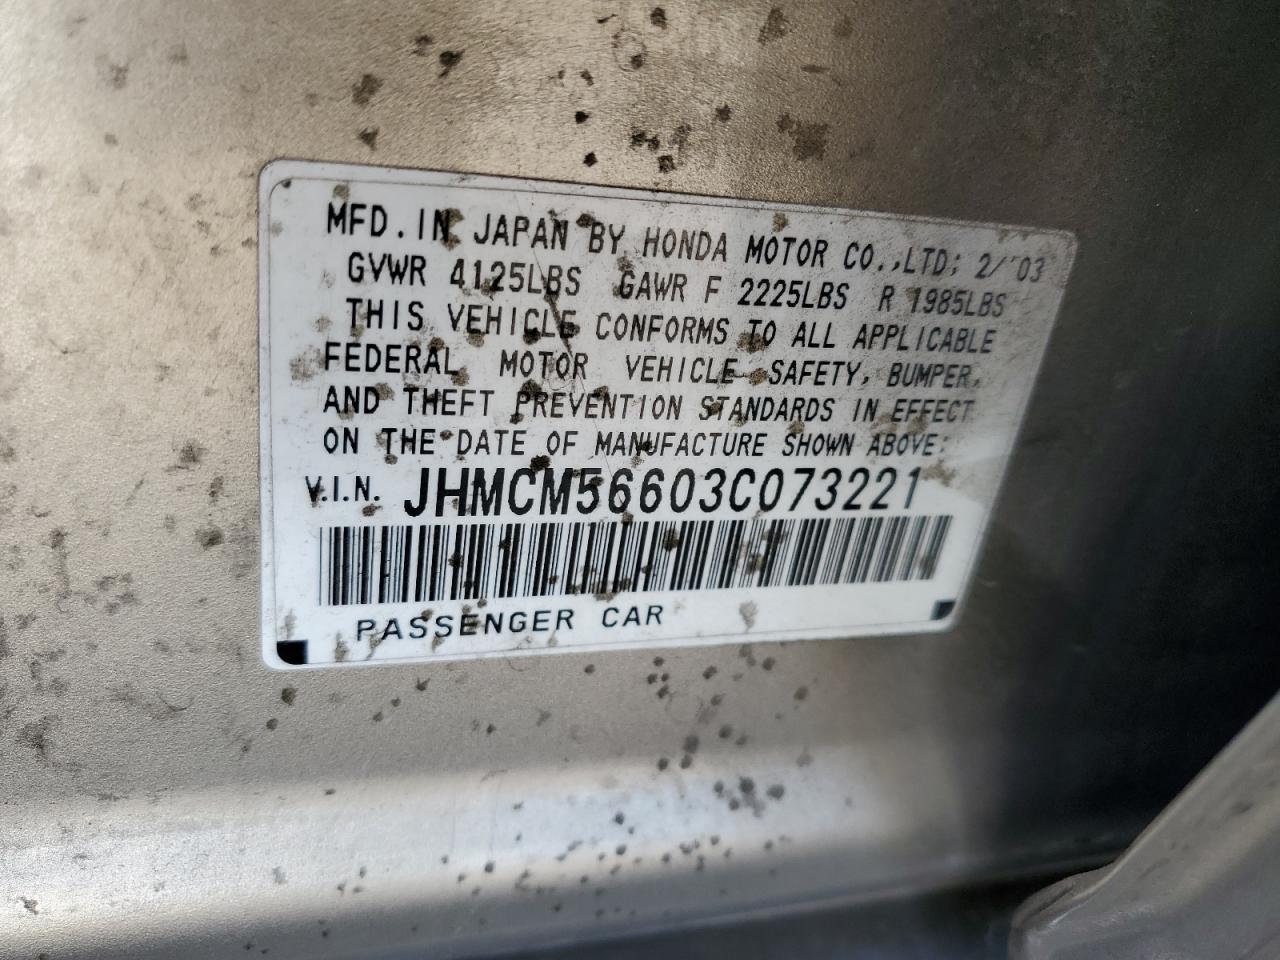 MFD. IN JAPAN BY HONDA MOTOR CO.,LTD; 2/'03
GVWR 4125LBS GAWR F 2225LBS R 1985LBS
THIS VEHICLE CONFORMS TO ALL APPLICABLE
FEDERAL MOTOR VEHICLE SAFETY, BUMPER,
AND THEFT PREVENTION STANDARDS IN EFFECT
ON THE DATE OF MANUFACTURE SHOWN ABOVE:
V.I.N. JHMCM56603C073221
PASSENGER CAR